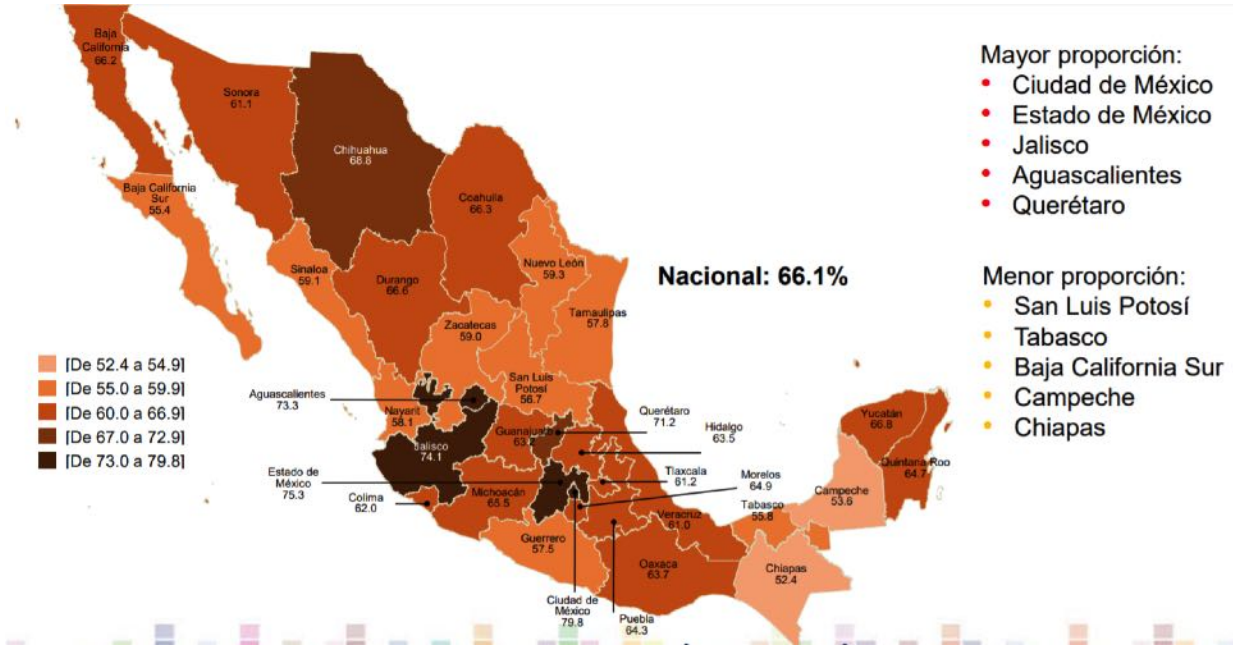 Baja
California
66.2
Sonora
61.1
Chihuahua
68.8
Mayor proporción:
• Ciudad de México
• Estado de México
• Jalisco
• Aguascalientes
• Querétaro
Baja California
Sur
55.4
Coahuila
66.3
Sinaloa
59.1
Durango
66.6
Nuevo León
59.3
Nacional: 66.1%
Tamaulipas
57.8
Menor proporción:
• San Luis Potosí
• Tabasco
• Baja California Sur
• Campeche
• Chiapas
Zacatecas
59.0
San Luis
Potosí
56.7
[De 52.4 a 54.9]
[De 55.0 a 59.9]
[De 60.0 a 66.9]
[De 67.0 a 72.9]
[De 73.0 a 79.8]
Aguascalientes
73.3
Nayarit
58.1
Jalisco
74.1
Guanajuato
63.2
Querétaro
71.2
Hidalgo
63.5
Estado de
México
75.3
Colima
62.0
Michoacán
65.5
Tlaxcala
61.2
Morelos
64.9
Veracruz
61.0
Yucatán
66.8
Quintana Roo
64.7
Campeche
53.6
Tabasco
55.8
Guerrero
57.5
Oaxaca
63.7
Chiapas
52.4
Ciudad de
México
79.8
Puebla
64.3